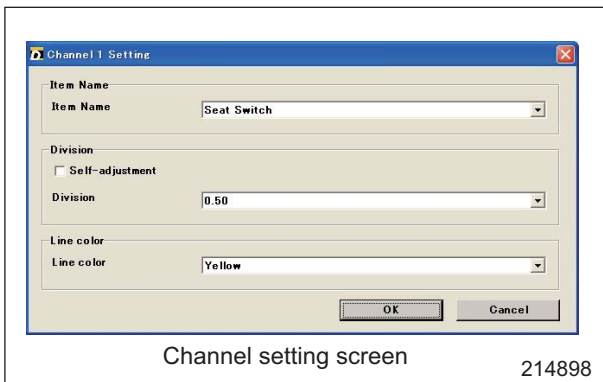 Channel 1 Setting
Item Name
Item Name Seat Switch
Division
Self-adjustment
Division 0.50
Line color
Line color Yellow
OK Cancel
Channel setting screen
214898